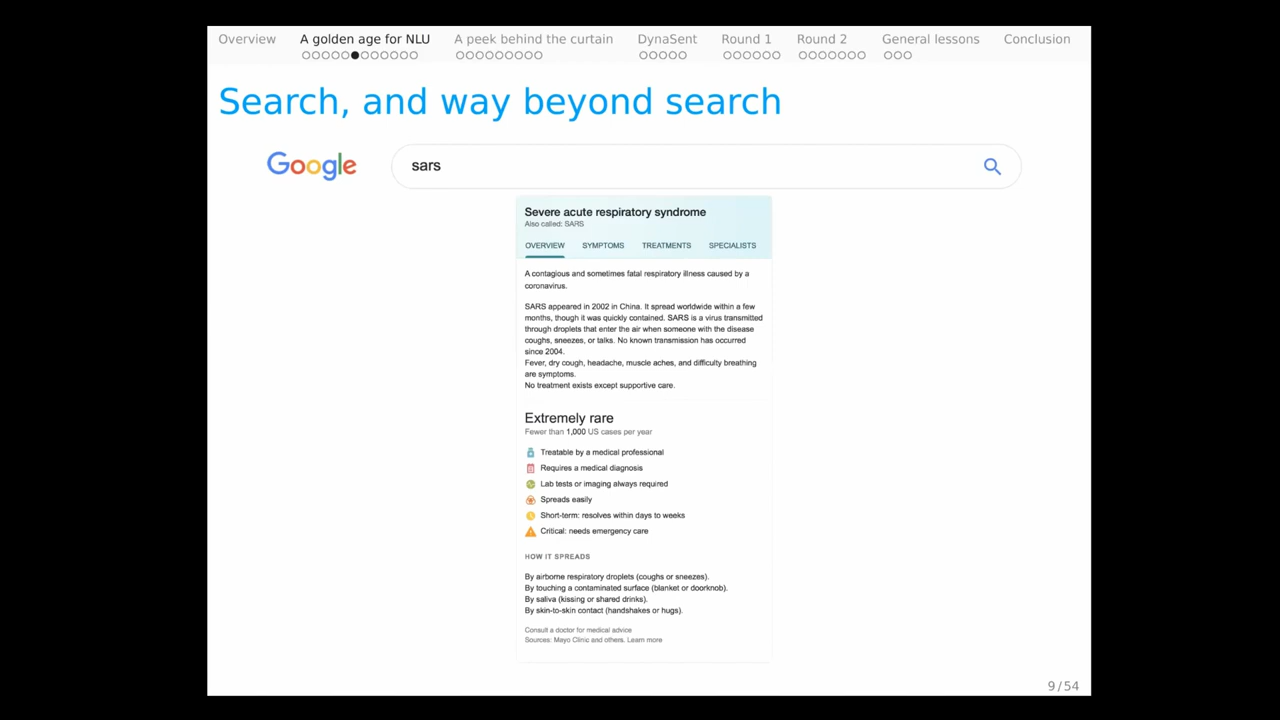 Overview A golden age for NLU A peek behind the curtain DynaSent Round 1 Round 2 General lessons Conclusion
Search, and way beyond search
Google sars
Severe acute respiratory syndrome
Also called: SARS
OVERVIEW SYMPTOMS TREATMENTS SPECIALISTS
A contagious and sometimes fatal respiratory illness caused by a
coronavirus.
SARS appeared in 2002 in China. It spread worldwide within a few
months, though it was quickly contained. SARS is a virus transmitted
through droplets that enter the air when someone with the disease
coughs, sneezes, or talks. No known transmission has occurred
since 2004.
Fever, dry cough, headache, muscle aches, and difficulty breathing
are symptoms.
No treatment exists except supportive care.
Extremely rare
Fewer than 1,000 US cases per year
Treatable by a medical professional
Requires a medical diagnosis
Lab tests or imaging always required
Spreads easily
Short-term: resolves within days to weeks
Critical: needs emergency care
HOW IT SPREADS
By airborne respiratory droplets (coughs or sneezes).
By touching a contaminated surface (blanket or doorknob).
By saliva (kissing or shared drinks).
By skin-to-skin contact (handshakes or hugs).
Consult a doctor for medical advice
Sources: Mayo Clinic and others. Learn more
9/54